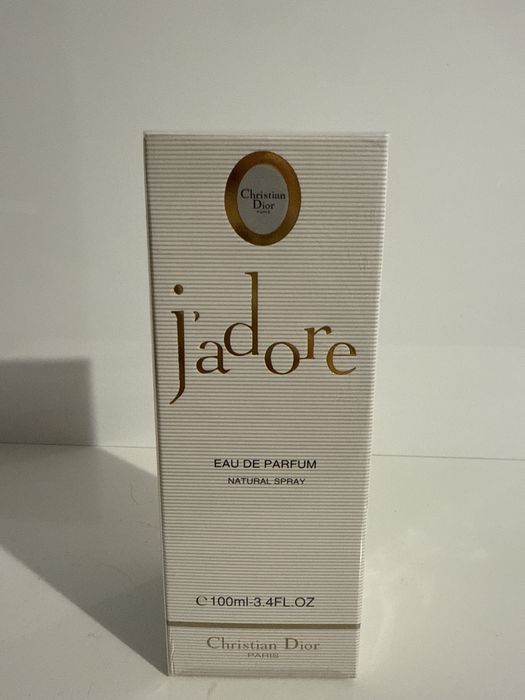 Christian
Dior
PARIS
j'adore
EAU DE PARFUM
NATURAL SPRAY
℮100ml-3.4FL.OZ
Christian Dior
PARIS